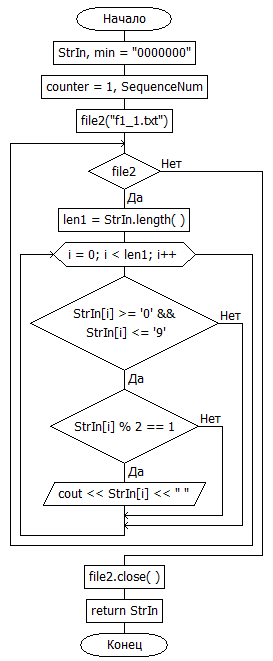 Начало
StrIn, min = "0000000"
counter = 1, SequenceNum
file2("f1_1.txt")
file2
Нет
Да
len1 = StrIn.length( )
i = 0; i < len1; i++
StrIn[i] >= '0' &&
StrIn[i] <= '9'
Нет
Да
StrIn[i] % 2 == 1
Нет
Да
cout << StrIn[i] << " "
file2.close( )
return StrIn
Конец